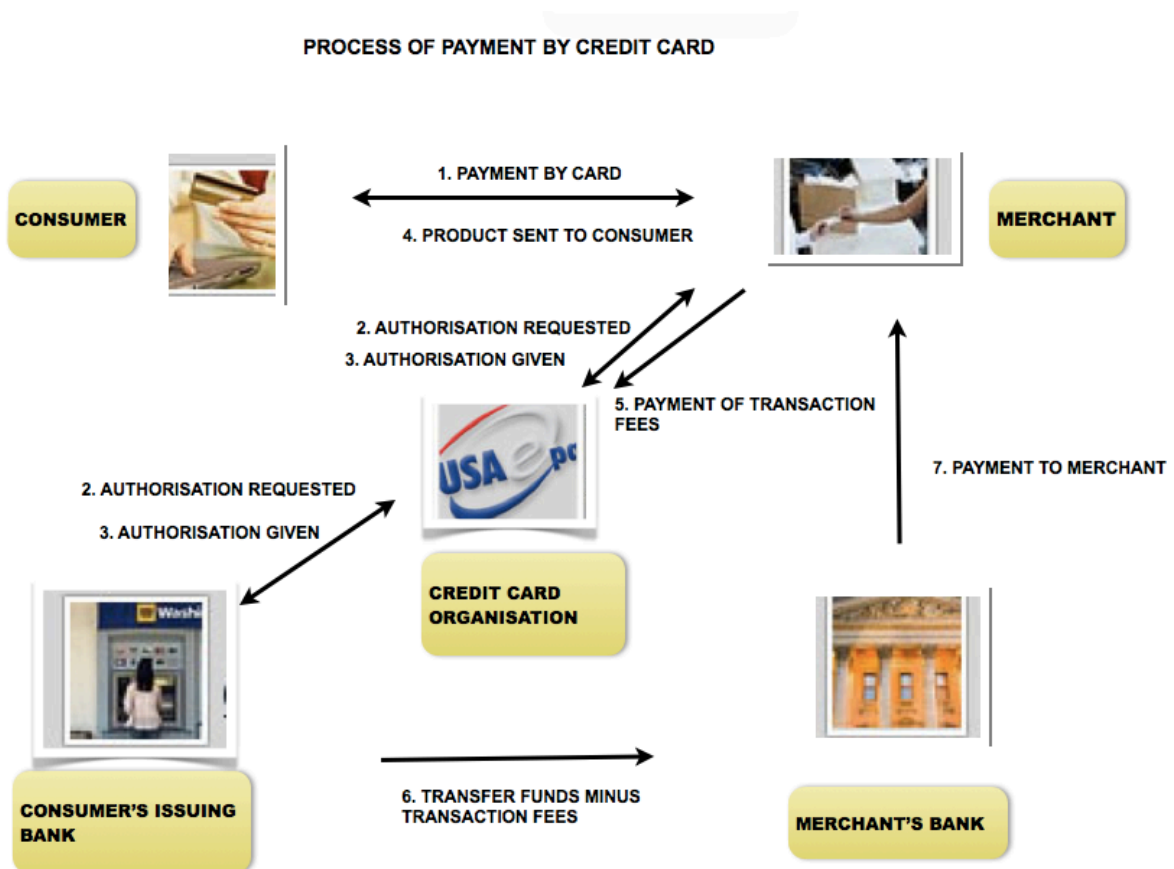 PROCESS OF PAYMENT BY CREDIT CARD
1. PAYMENT BY CARD
CONSUMER
MERCHANT
4. PRODUCT SENT TO CONSUMER
2. AUTHORISATION REQUESTED
3. AUTHORISATION GIVEN
5. PAYMENT OF TRANSACTION
FEES
USA epa
7. PAYMENT TO MERCHANT
2. AUTHORISATION REQUESTED
3. AUTHORISATION GIVEN
CREDIT CARD
ORGANISATION
Washi
6. TRANSFER FUNDS MINUS
TRANSACTION FEES
CONSUMER'S ISSUING
BANK
MERCHANT'S BANK